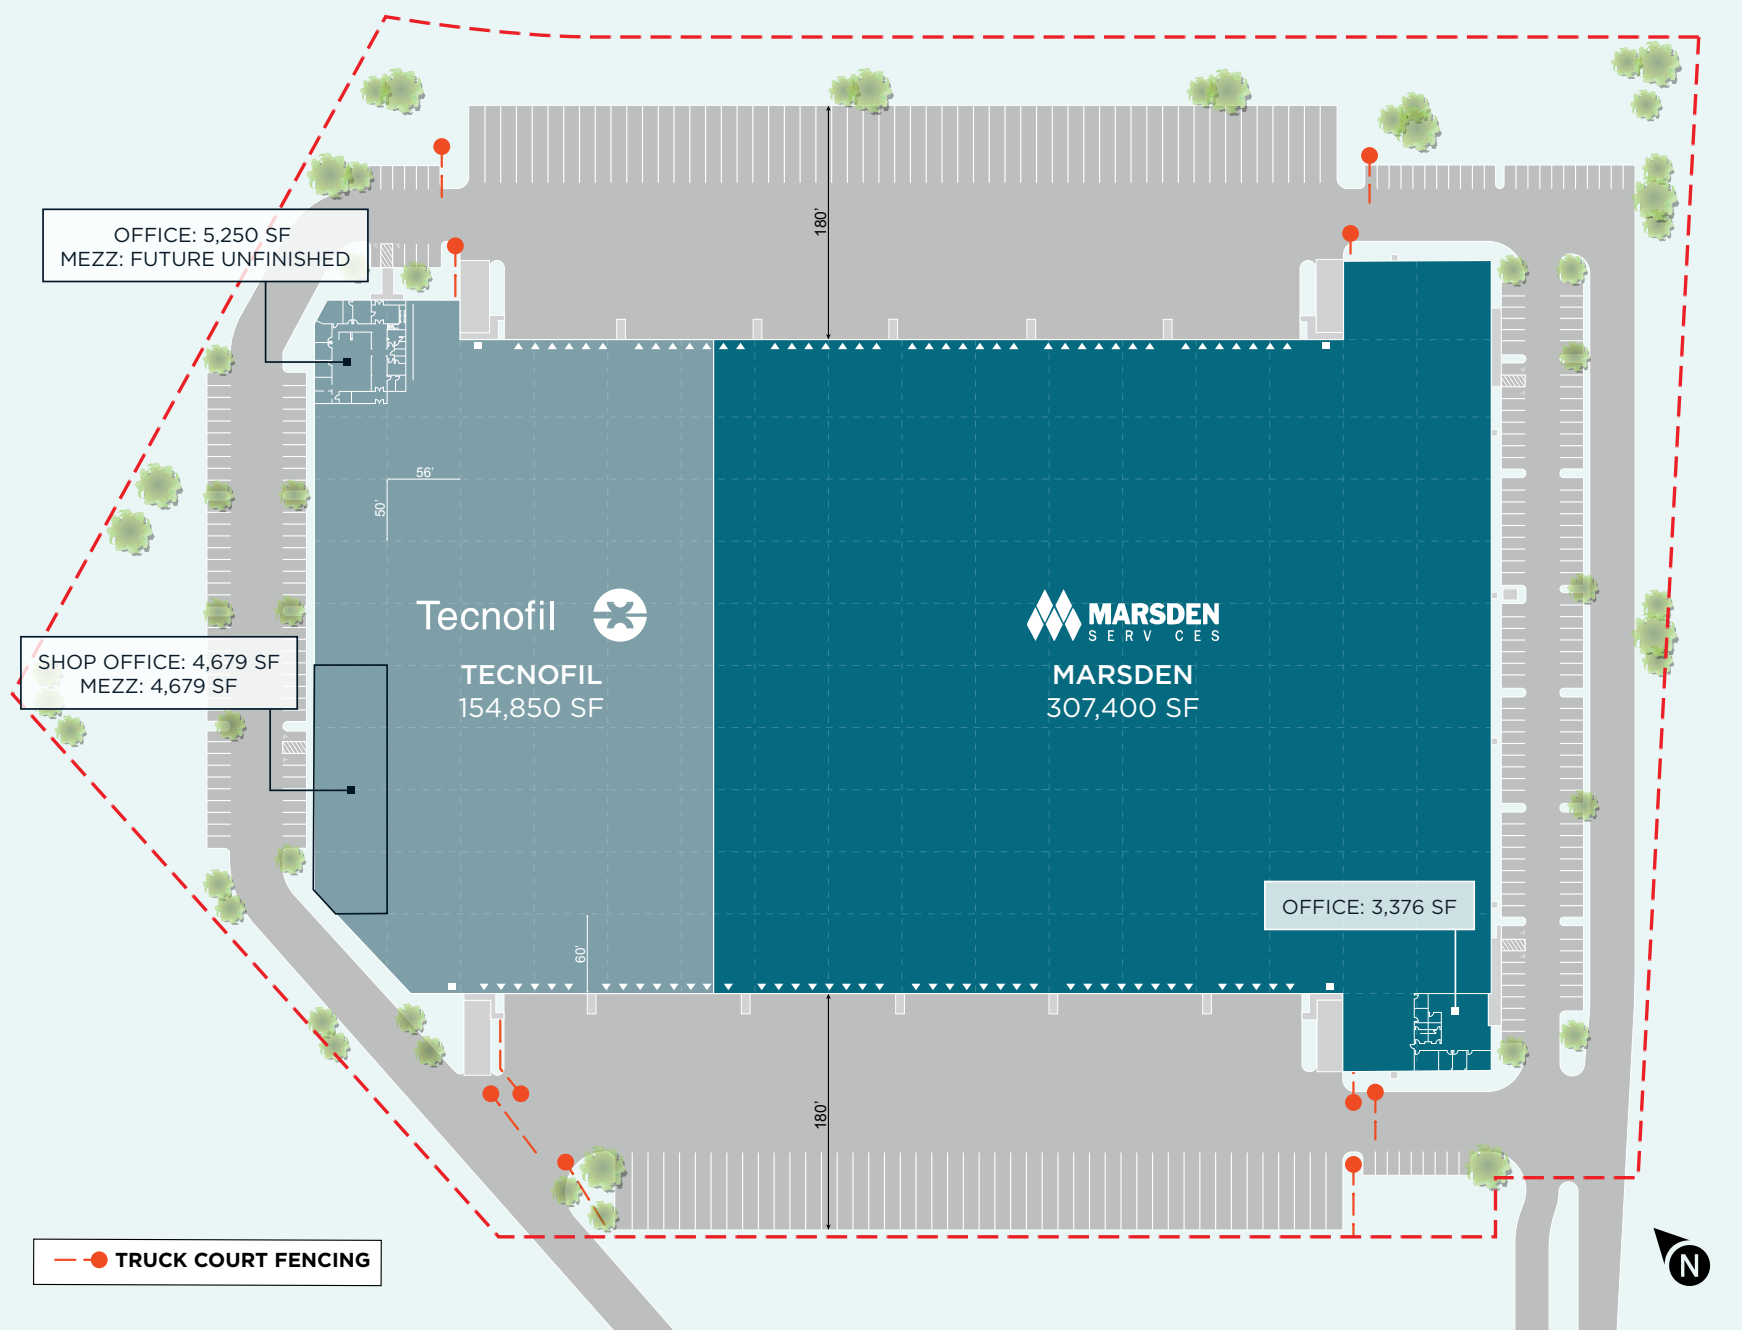 180'
OFFICE: 5,250 SF
MEZZ: FUTURE UNFINISHED
56'
50'
Tecnofil
TECNOFIL
154,850 SF
MARSDEN
SERV CES
MARSDEN
307,400 SF
SHOP OFFICE: 4,679 SF
MEZZ: 4,679 SF
OFFICE: 3,376 SF
60'
180'
TRUCK COURT FENCING
N